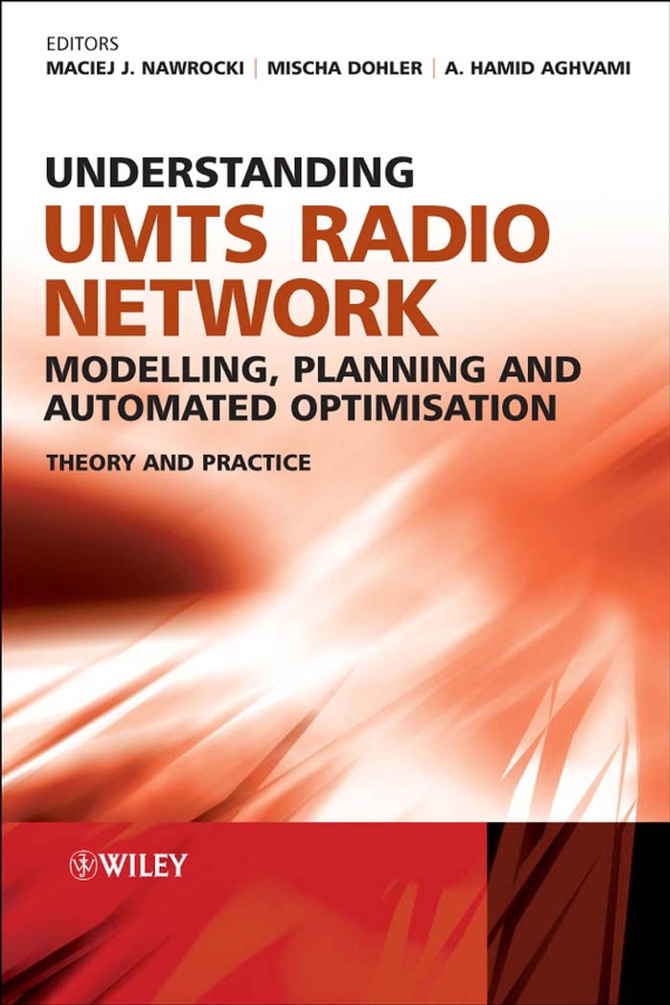 EDITORS
MACIEJ J. NAWROCKI | MISCHA DOHLER | A. HAMID AGHVAMI
UNDERSTANDING
UMTS RADIO
NETWORK
MODELLING, PLANNING AND
AUTOMATED OPTIMISATION
THEORY AND PRACTICE
WILEY